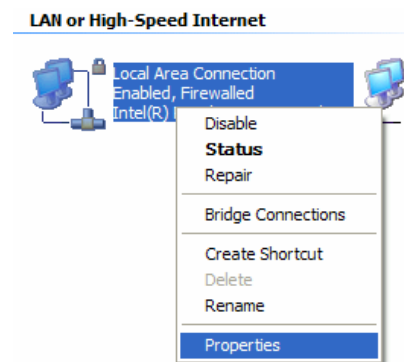 LAN or High-Speed Internet
Local Area Connection
Enabled, Firewalled
Intel(R)
Disable
Status
Repair
Bridge Connections
Create Shortcut
Delete
Rename
Properties